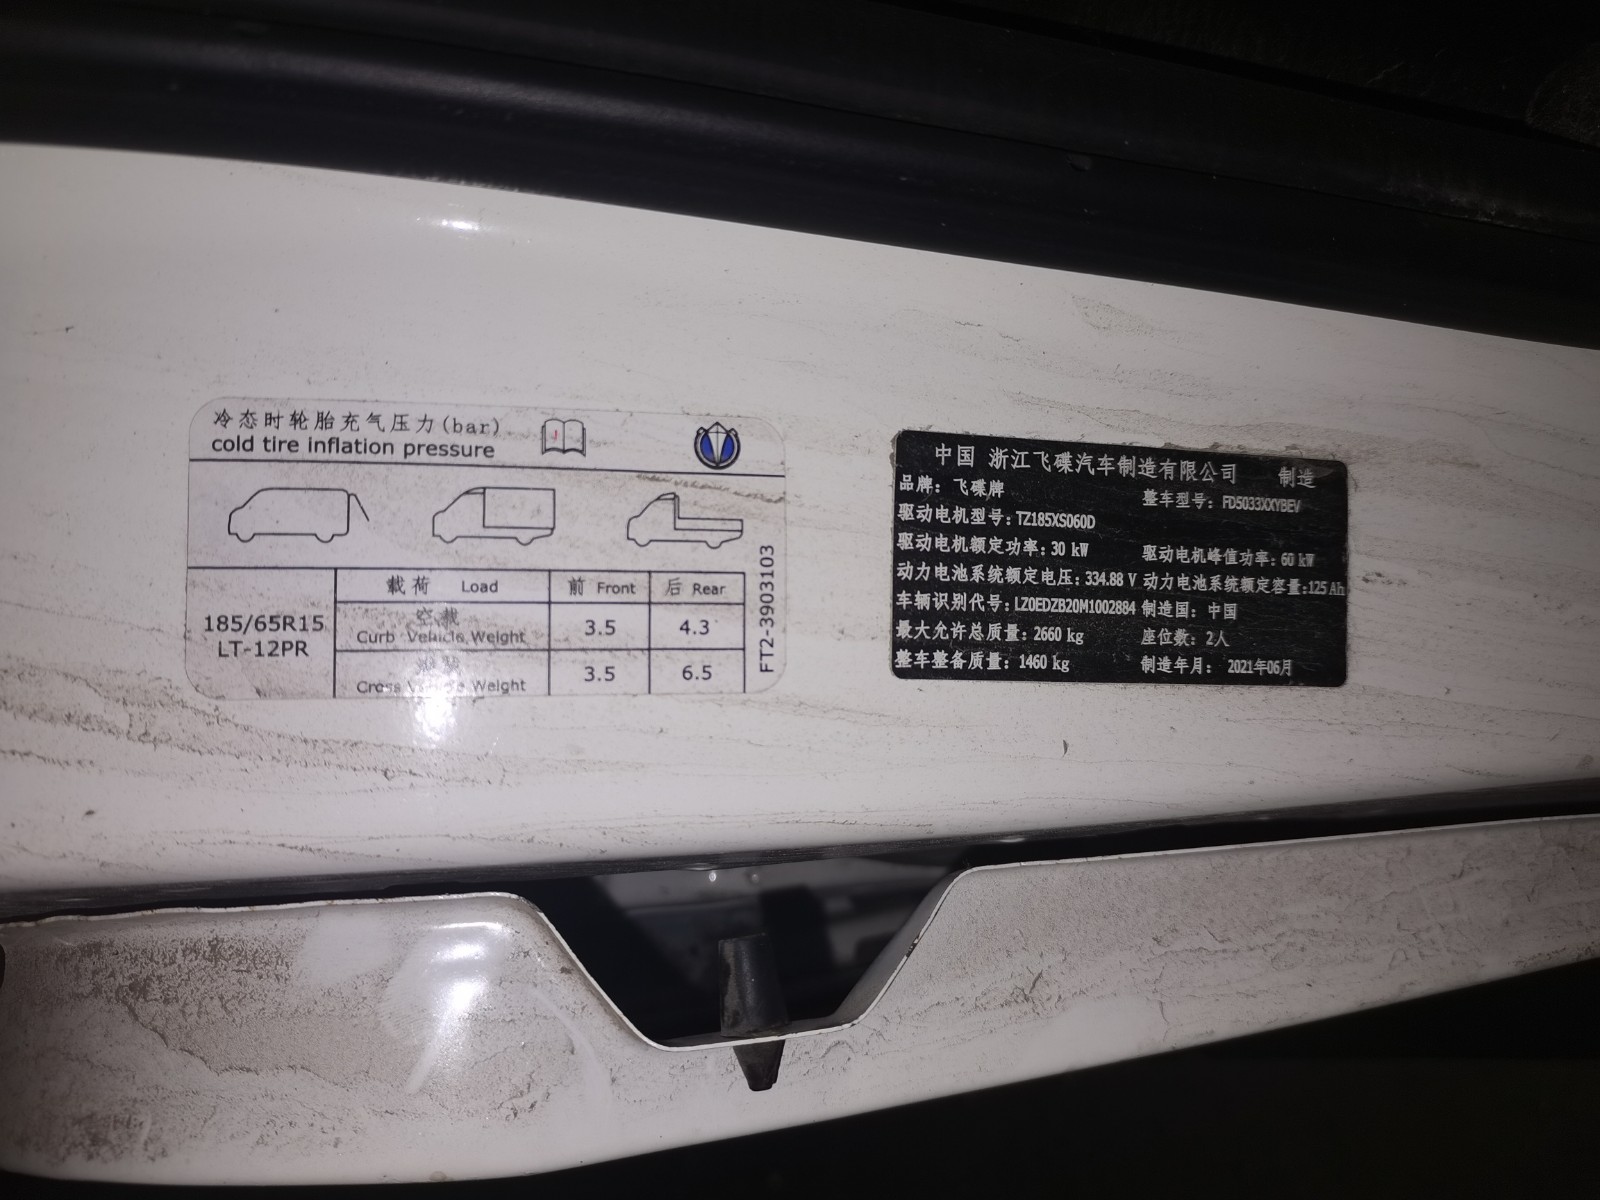 冷态时轮胎充气压力(bar)
cold tire inflation pressure
185/65R15
LT-12PR
载荷 Load 前 Front 后 Rear
空载
Curb Vehicle Weight 3.5 4.3
Cross Weight 3.5 6.5
FT2-3903103
中国 浙江飞碟汽车制造有限公司 制造
品牌：飞碟牌 整车型号：FD5033XXYBEV
驱动电机型号：TZ185XS060D
驱动电机额定功率：30 kW 驱动电机峰值功率：60 kW
动力电池系统额定电压：334.88 V 动力电池系统额定容量：125 Ah
车辆识别代号：LZ0EDZB20M1002884 制造国：中国
最大允许总质量：2660 kg 座位数：2人
整车整备质量：1460 kg 制造年月：2021年06月